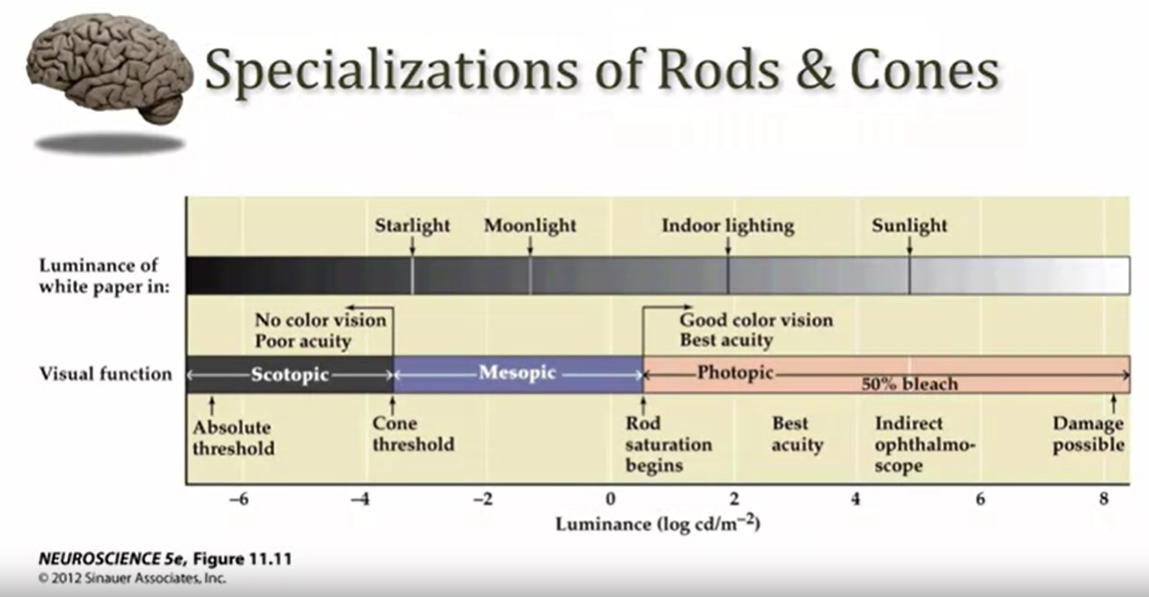 Specializations of Rods & Cones
Starlight
Moonlight
Indoor lighting
Sunlight
Luminance of
white paper in:
No color vision
Poor acuity
Good color vision
Best acuity
Visual function
Scotopic
Mesopic
Photopic
50% bleach
Absolute
threshold
Cone
threshold
Rod
saturation
begins
Best
acuity
Indirect
ophthalmo-
scope
Damage
possible
–6 –4 –2 0 2 4 6 8
Luminance (log cd/m–2)
NEUROSCIENCE 5e, Figure 11.11
© 2012 Sinauer Associates, Inc.